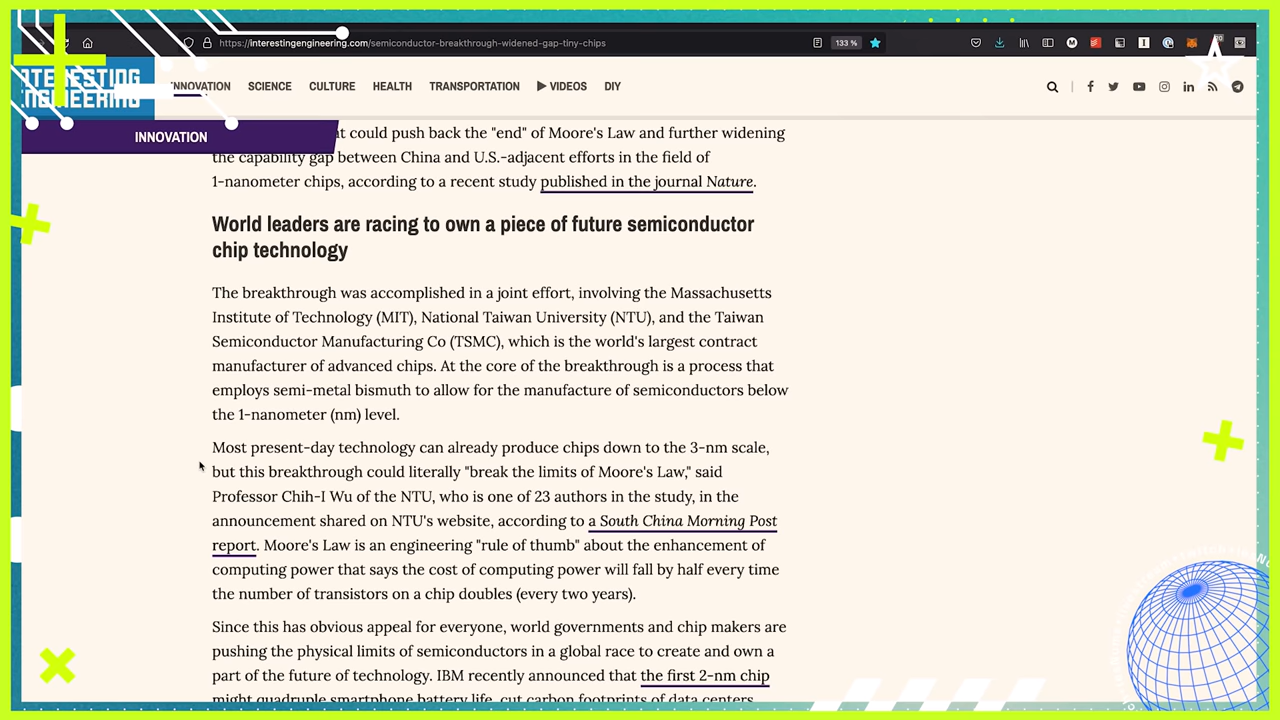 https://interestingengineering.com/semiconductor-breakthrough-widened-gap-tiny-chips
133 %
INNOVATION
SCIENCE
CULTURE
HEALTH
TRANSPORTATION
VIDEOS
DIY
INNOVATION
could push back the "end" of Moore's Law and further widening
the capability gap between China and U.S.-adjacent efforts in the field of
1-nanometer chips, according to a recent study published in the journal Nature.
World leaders are racing to own a piece of future semiconductor
chip technology
The breakthrough was accomplished in a joint effort, involving the Massachusetts
Institute of Technology (MIT), National Taiwan University (NTU), and the Taiwan
Semiconductor Manufacturing Co (TSMC), which is the world's largest contract
manufacturer of advanced chips. At the core of the breakthrough is a process that
employs semi-metal bismuth to allow for the manufacture of semiconductors below
the 1-nanometer (nm) level.
Most present-day technology can already produce chips down to the 3-nm scale,
but this breakthrough could literally "break the limits of Moore's Law," said
Professor Chih-I Wu of the NTU, who is one of 23 authors in the study, in the
announcement shared on NTU's website, according to a South China Morning Post
report. Moore's Law is an engineering "rule of thumb" about the enhancement of
computing power that says the cost of computing power will fall by half every time
the number of transistors on a chip doubles (every two years).
Since this has obvious appeal for everyone, world governments and chip makers are
pushing the physical limits of semiconductors in a global race to create and own a
part of the future of technology. IBM recently announced that the first 2-nm chip
might quadruple smartphone battery life, cut carbon footprints of data centers,